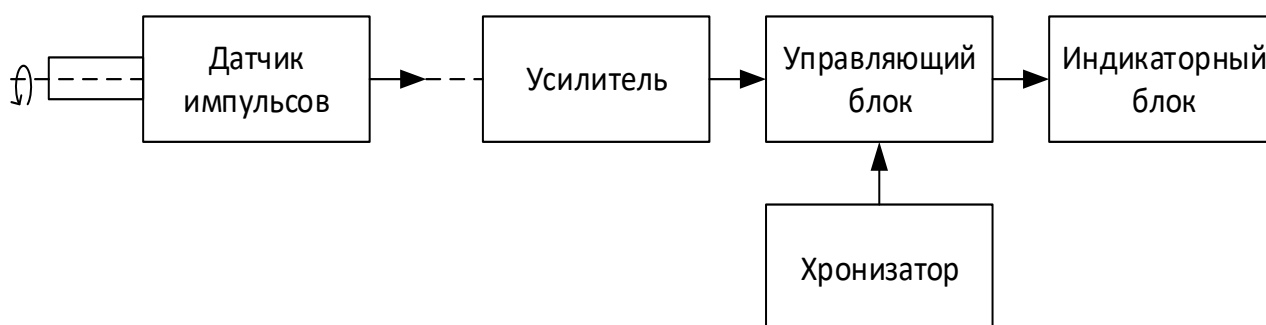 Датчик
импульсов
Усилитель
Управляющий
блок
Индикаторный
блок
Хронизатор